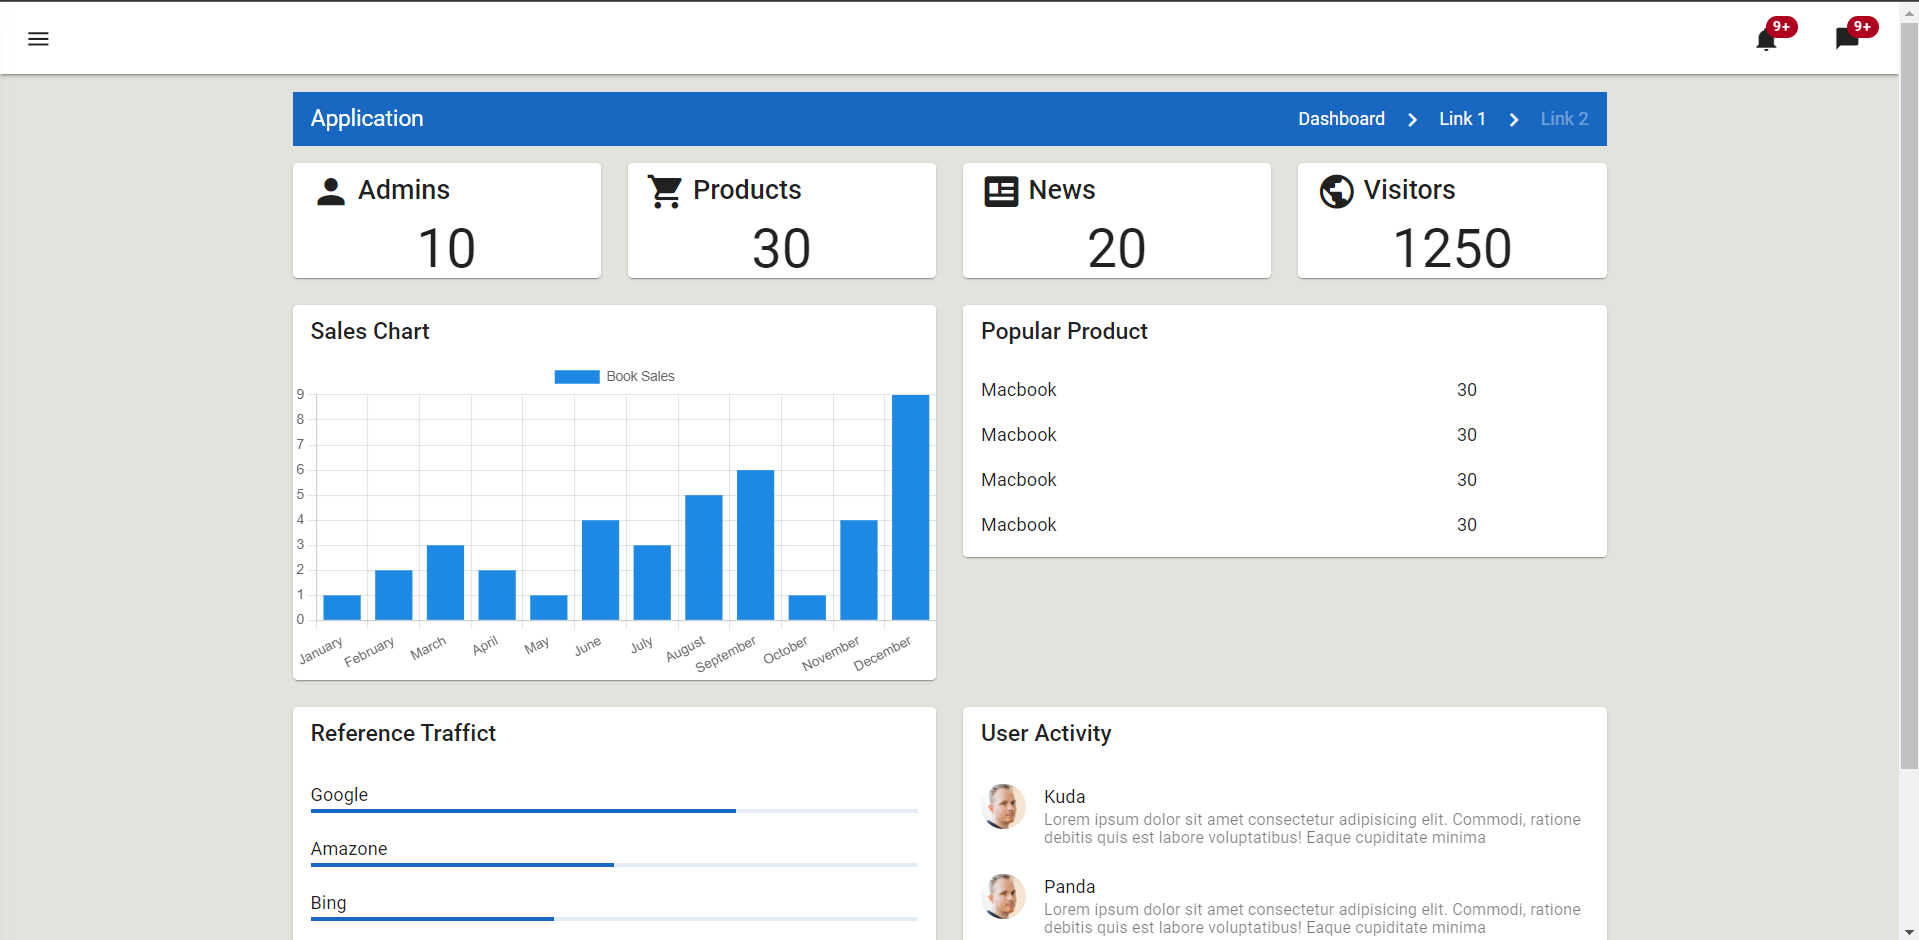 9+
9+
Application
Dashboard
Link 1
Link 2
Admins
10
Products
30
News
20
Visitors
1250
Sales Chart
Book Sales
9
8
7
6
5
4
3
2
1
0
January
February
March
April
May
June
July
August
September
October
November
December
Popular Product
Macbook 30
Macbook 30
Macbook 30
Macbook 30
Reference Traffict
Google
Amazone
Bing
User Activity
Kuda
Lorem ipsum dolor sit amet consectetur adipisicing elit. Commodi, ratione
debitis quis est labore voluptatibus! Eaque cupiditate minima
Panda
Lorem ipsum dolor sit amet consectetur adipisicing elit. Commodi, ratione
debitis quis est labore voluptatibus! Eaque cupiditate minima